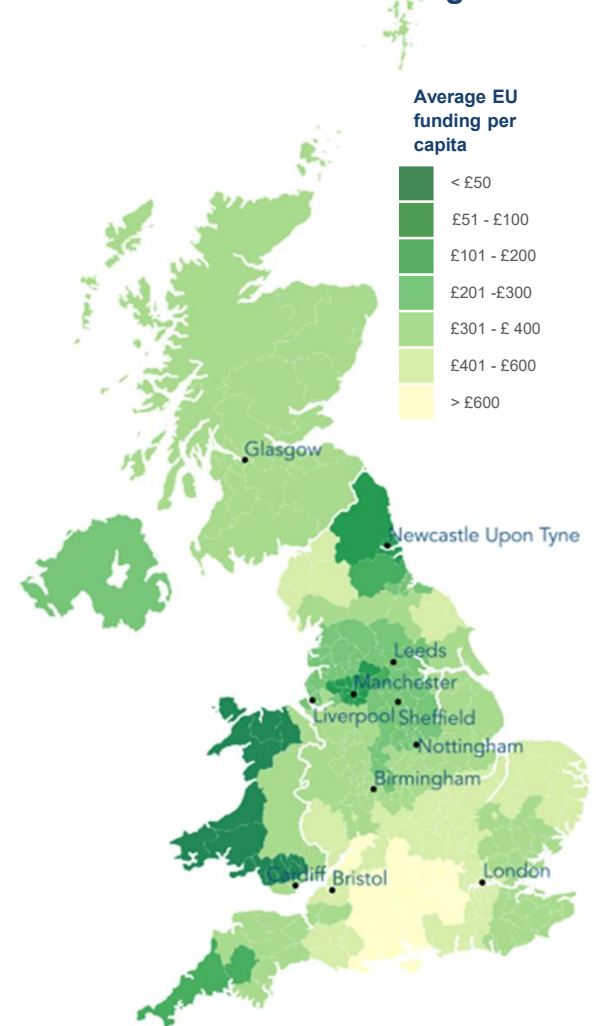 Average EU
funding per
capita
< £50
£51 - £100
£101 - £200
£201 -£300
£301 - £ 400
£401 - £600
> £600
Glasgow
Newcastle Upon Tyne
Leeds
Manchester
Liverpool Sheffield
Nottingham
Birmingham
Cardiff Bristol
London